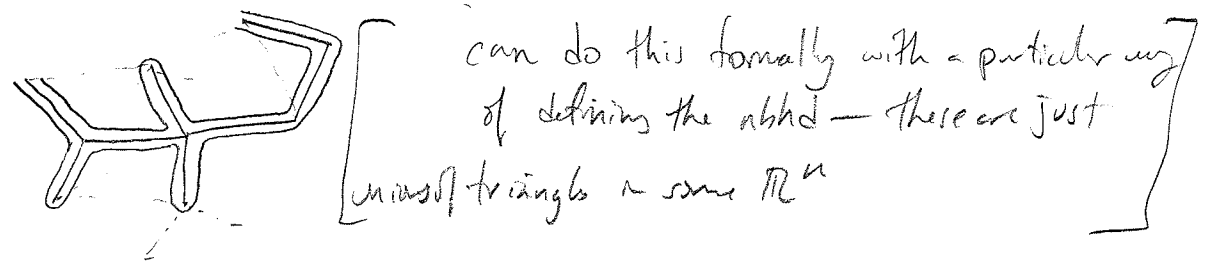 [can do this formally with a particular way
of defining the nbhd — these are just
unions of triangles in some ℝⁿ]